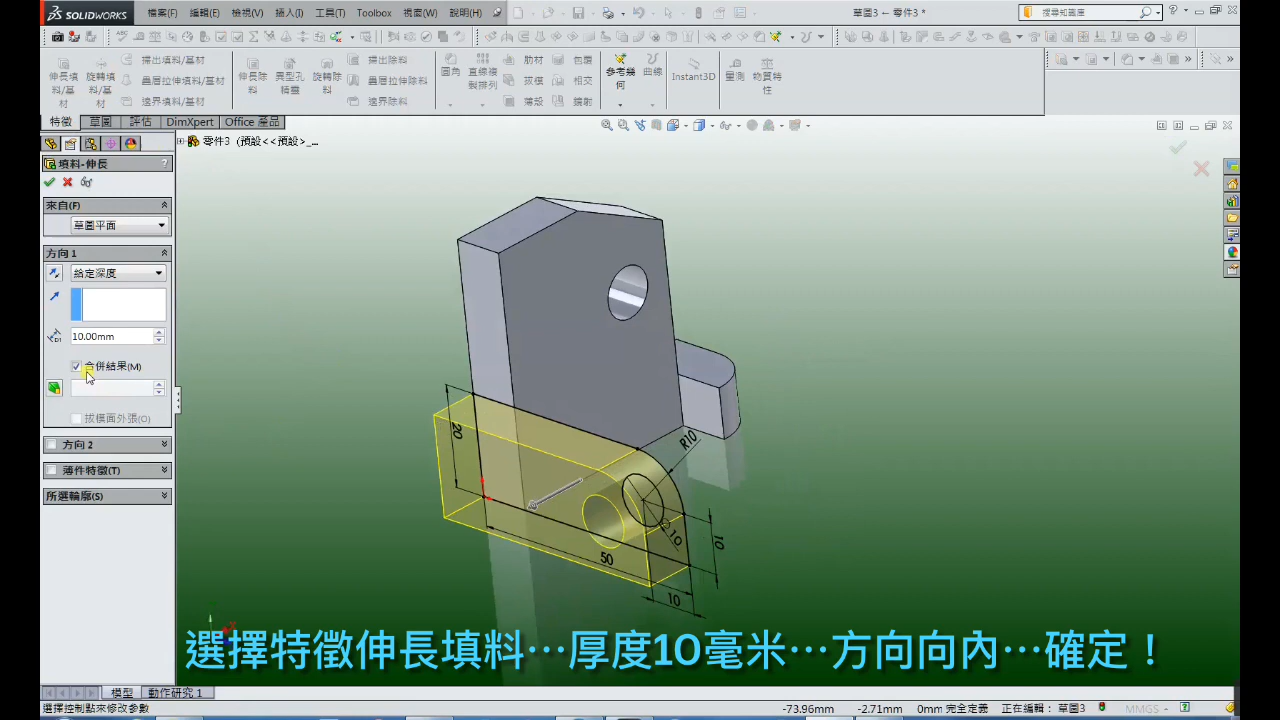 SOLIDWORKS
檔案(F) 編輯(E) 檢視(V) 插入(I) 工具(T) Toolbox 視窗(W) 說明(H)
草圖3 ← 零件3 *
搜尋知識庫
伸長填料/基材
旋轉填料/基材
掃出填料/基材
疊層拉伸填料/基材
邊界填料/基材
伸長除料
異型孔精靈
旋轉除料
掃出除料
疊層拉伸除料
邊界除料
圓角
直線複製排列
肋材
拔模
薄殼
包覆
相交
鏡射
參考幾何
曲線
Instant3D
量測
物質特性
特徵 草圖 評估 DimXpert Office 產品
零件3 (預設<<預設>_...
填料-伸長
?
來自(F)
草圖平面
方向1
給定深度
10.00mm
合併結果(M)
拔模面外張(O)
方向2
薄件特徵(T)
所選輪廓(S)
20
R10
10
10
50
10
選擇特徵伸長填料…厚度10毫米…方向向內…確定！
模型 動作研究 1
選擇控制點來修改參數
-73.96mm -2.71mm 0mm 完全定義 正在編輯：草圖3 MMGS